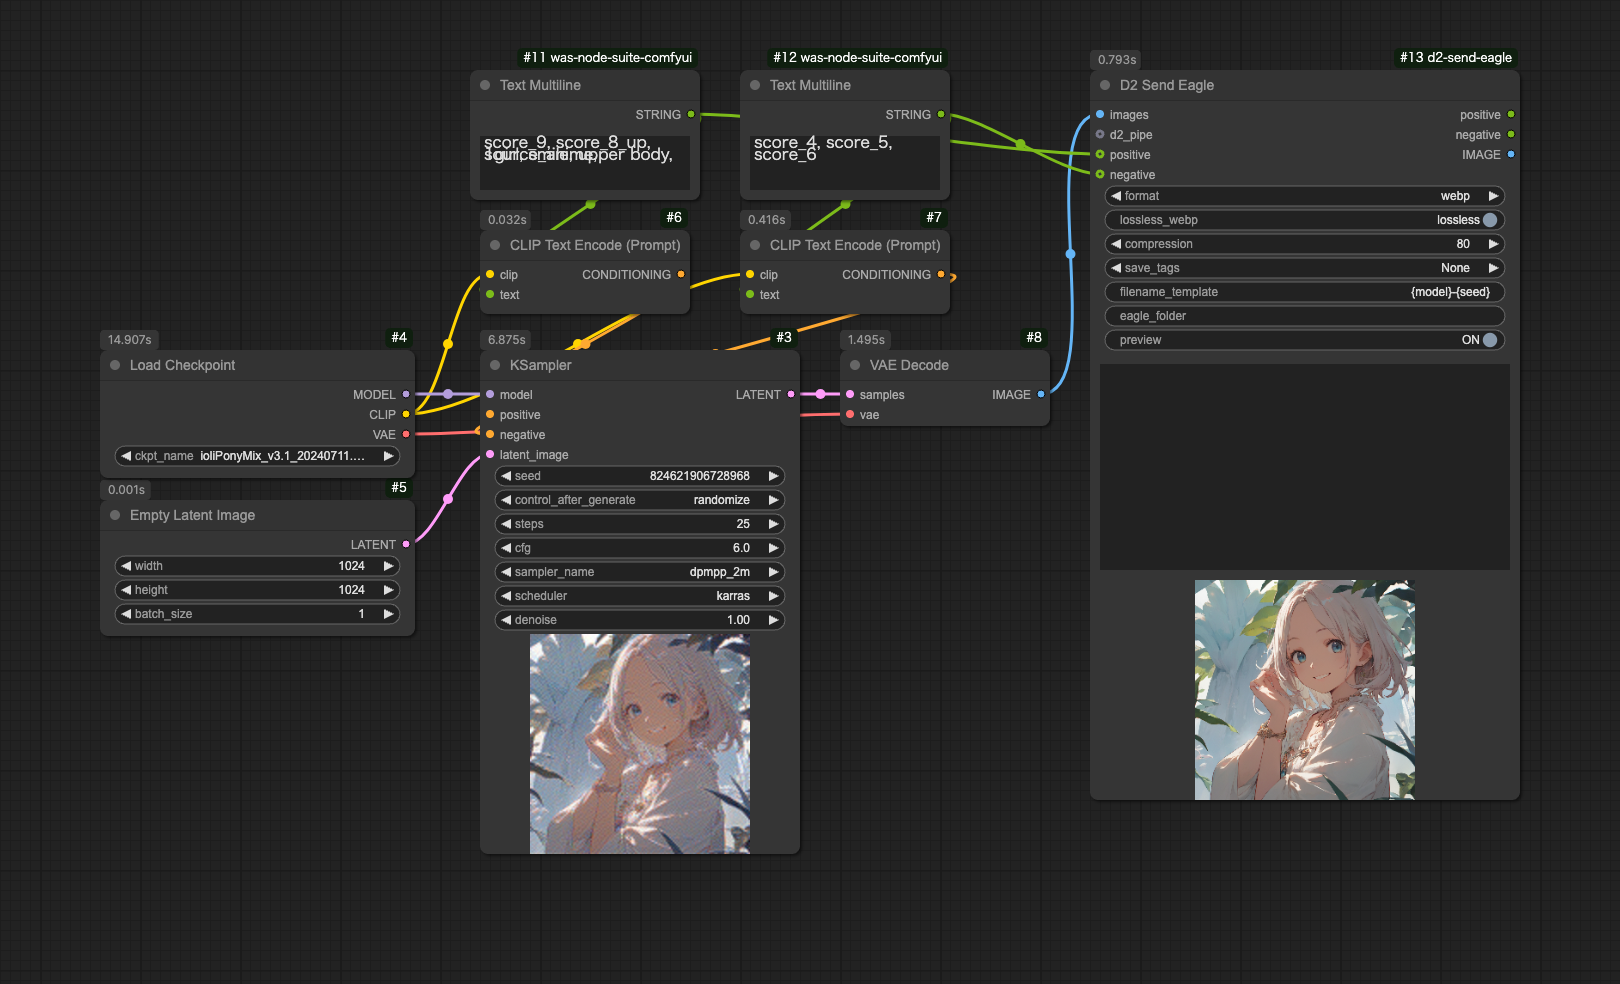 #11 was-node-suite-comfyui
Text Multiline
STRING
score_9, score_8_up,
upper body,
#12 was-node-suite-comfyui
Text Multiline
STRING
score_4, score_5,
score_6
0.032s
#6
CLIP Text Encode (Prompt)
clip
CONDITIONING
text
0.416s
#7
CLIP Text Encode (Prompt)
clip
CONDITIONING
text
14.907s
#4
Load Checkpoint
MODEL
CLIP
VAE
ckpt_name ioliPonyMix_v3.1_20240711....
0.001s
#5
Empty Latent Image
LATENT
width 1024
height 1024
batch_size 1
6.875s
#3
KSampler
model
LATENT
positive
negative
latent_image
seed 824621906728968
control_after_generate randomize
steps 25
cfg 6.0
sampler_name dpmpp_2m
scheduler karras
denoise 1.00
1.495s
#8
VAE Decode
samples
IMAGE
vae
0.793s
#13 d2-send-eagle
D2 Send Eagle
images
positive
d2_pipe
negative
positive
IMAGE
negative
format webp
lossless_webp lossless
compression 80
save_tags None
filename_template {model}-{seed}
eagle_folder
preview ON